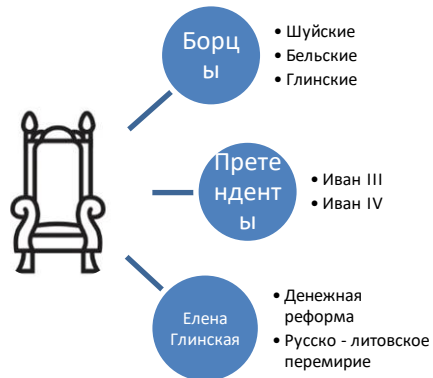 Борц
ы
• Шуйские
• Бельские
• Глинские
Прете
ндент
ы
• Иван III
• Иван IV
Елена
Глинская
• Денежная
реформа
• Русско - литовское
перемирие